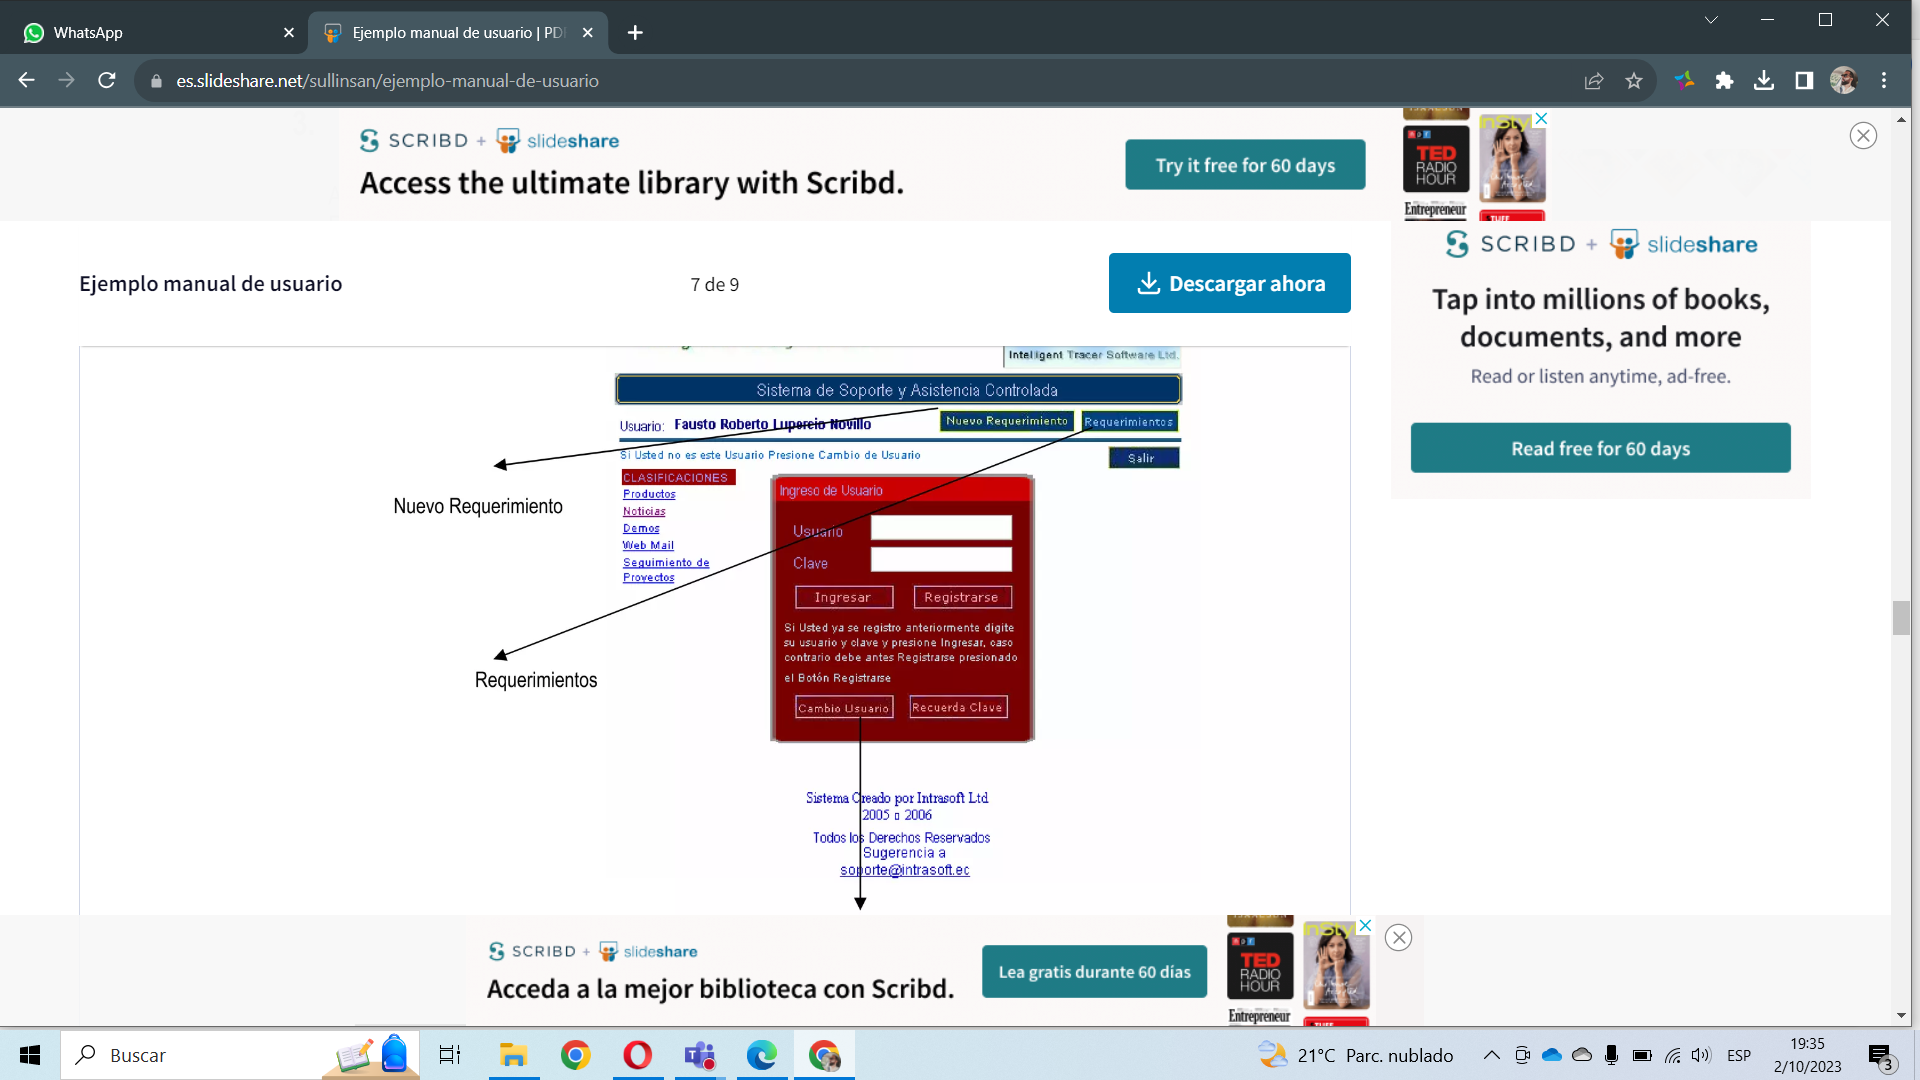 WhatsApp
Ejemplo manual de usuario | PD
es.slideshare.net/sullinsan/ejemplo-manual-de-usuario
SCRIBD + slideshare
Access the ultimate library with Scribd.
Try it free for 60 days
TED
RADIO
HOUR
InSty
Entrepreneur
TUFF
Ejemplo manual de usuario
7 de 9
Descargar ahora
SCRIBD + slideshare
Tap into millions of books,
documents, and more
Read or listen anytime, ad-free.
Read free for 60 days
Intelligent Tracer Software Ltd.
Sistema de Soporte y Asistencia Controlada
Usuario: Fausto Roberto Lupercio Novillo
Nuevo Requerimiento
Requerimientos
Si Usted no es este Usuario Presione Cambio de Usuario
Salir
CLASIFICACIONES
Productos
Noticias
Demos
Web Mail
Seguimiento de
Proyectos
Ingreso de Usuario
Usuario
Clave
Ingresar
Registrarse
Si Usted ya se registro anteriormente digite
su usuario y clave y presione Ingresar, caso
contrario debe antes Registrarse presionado
el Botón Registrarse
Cambio Usuario
Recuerda Clave
Nuevo Requerimiento
Requerimientos
Sistema Creado por Intrasoft Ltd
2005 □ 2006
Todos los Derechos Reservados
Sugerencia a
soporte@intrasoft.ec
SCRIBD + slideshare
Acceda a la mejor biblioteca con Scribd.
Lea gratis durante 60 días
TED
RADIO
HOUR
InStyl
Entrepreneur
Buscar
21°C Parc. nublado
ESP
19:35
2/10/2023
3